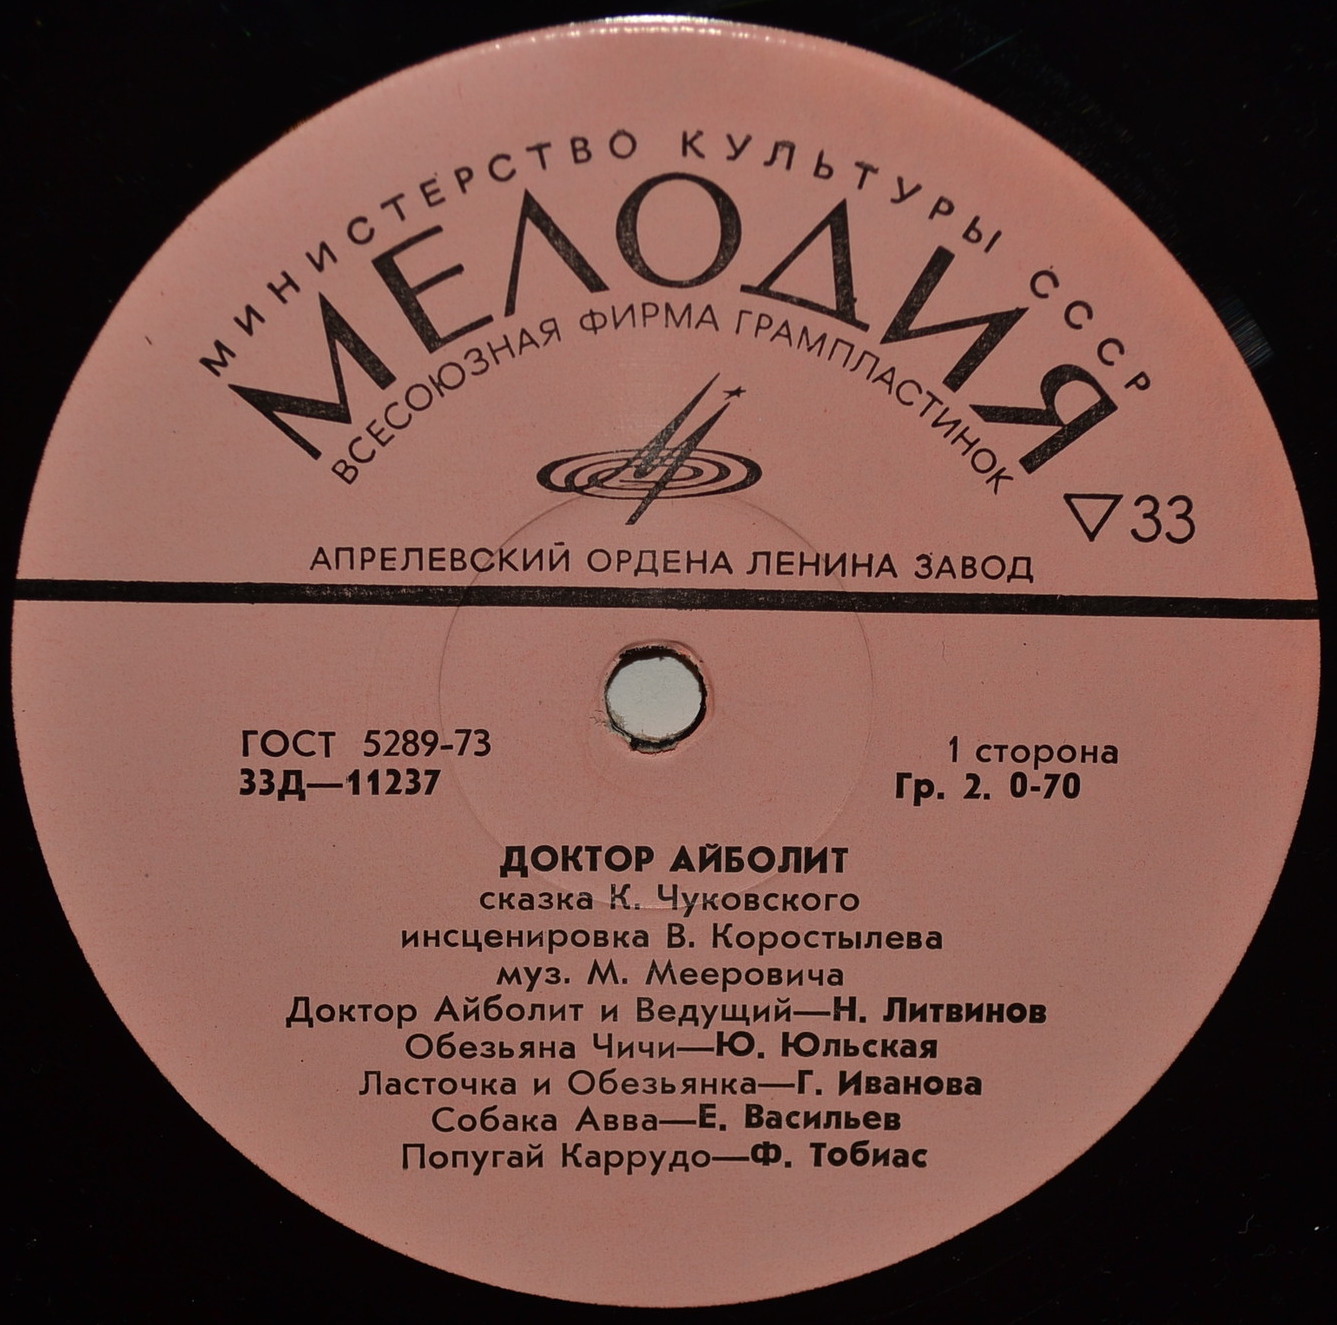 МИНИСТЕРСТВО КУЛЬТУРЫ СССР
МЕЛОДИЯ
ВСЕСОЮЗНАЯ ФИРМА ГРАМПЛАСТИНОК
▽33
АПРЕЛЕВСКИЙ ОРДЕНА ЛЕНИНА ЗАВОД
ГОСТ 5289-73
33Д—11237
1 сторона
Гр. 2. 0-70
ДОКТОР АЙБОЛИТ
сказка К. Чуковского
инсценировка В. Коростылева
муз. М. Мееровича
Доктор Айболит и Ведущий—Н. Литвинов
Обезьяна Чичи—Ю. Юльская
Ласточка и Обезьянка—Г. Иванова
Собака Авва—Е. Васильев
Попугай Каррудо—Ф. Тобиас